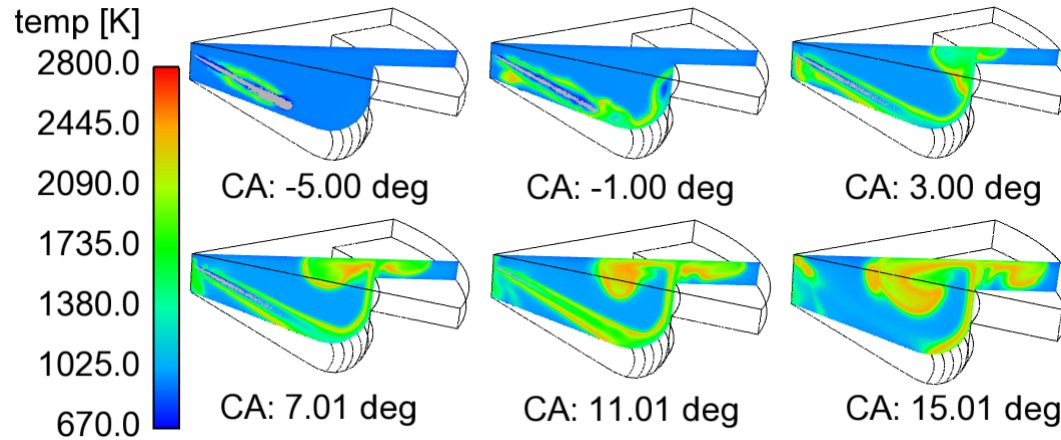 temp [K]
2800.0
2445.0
2090.0
1735.0
1380.0
1025.0
670.0
CA: -5.00 deg
CA: -1.00 deg
CA: 3.00 deg
CA: 7.01 deg
CA: 11.01 deg
CA: 15.01 deg